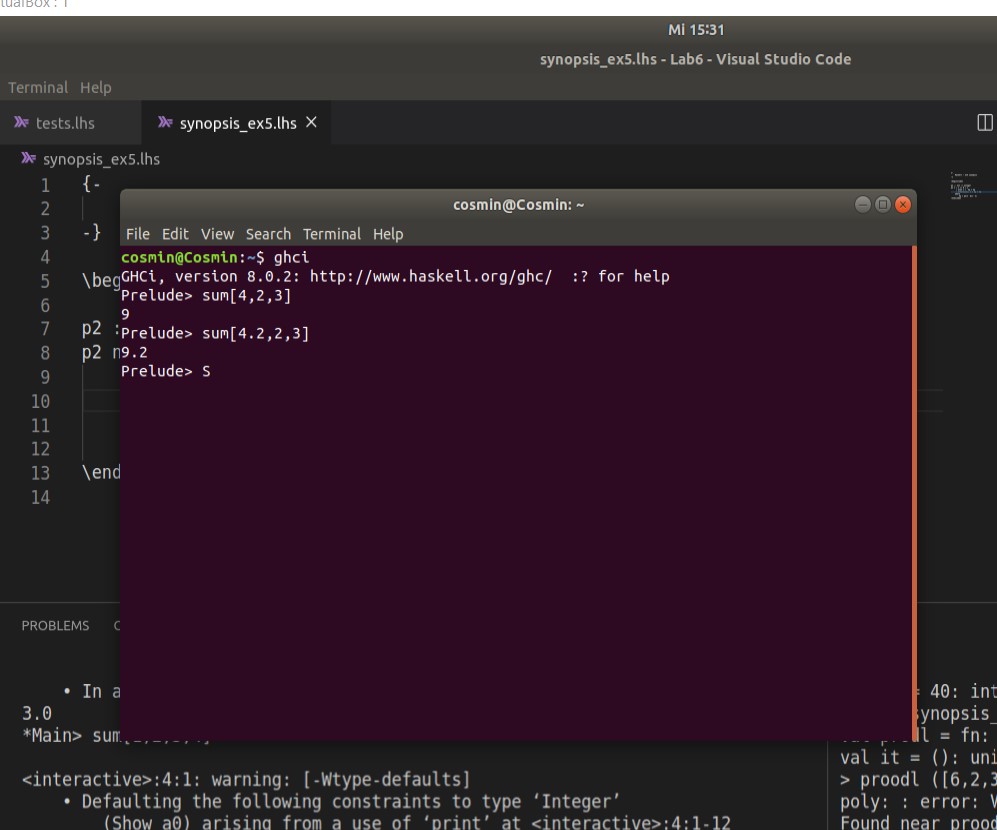 Mi 15:31
synopsis_ex5.lhs - Lab6 - Visual Studio Code
Terminal Help
tests.lhs synopsis_ex5.lhs ×
synopsis_ex5.lhs
1 {-
2
3 -}
4
5 \beg
6
7 p2 :
8 p2 n
9
10
11
12
13 \end
14
cosmin@Cosmin: ~
File Edit View Search Terminal Help
cosmin@Cosmin:~$ ghci
GHCi, version 8.0.2: http://www.haskell.org/ghc/  :? for help
Prelude> sum[4,2,3]
9
Prelude> sum[4.2,2,3]
9.2
Prelude> S
PROBLEMS
• In a
3.0
*Main> sum
<interactive>:4:1: warning: [-Wtype-defaults]
• Defaulting the following constraints to type ‘Integer’
(Show a0) arising from a use of ‘print’ at <interactive>:4:1-12
= 40: int
synopsis_
= fn:
val it = (): uni
> proodl ([6,2,3
poly: : error: V
Found near prood